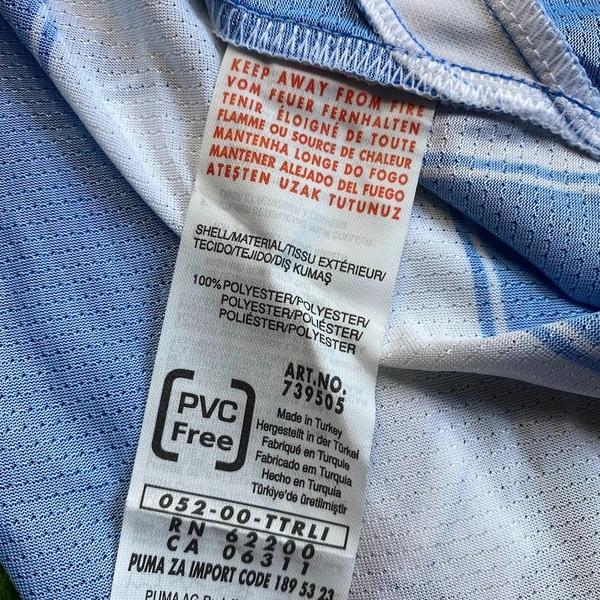 KEEP AWAY FROM FIRE
VOM FEUER FERNHALTEN
TENIR ÉLOIGNÉ DE TOUTE
FLAMME OU SOURCE DE CHALEUR
MANTENHA LONGE DO FOGO
MANTENER ALEJADO DEL FUEGO
ATEŞTEN UZAK TUTUNUZ
SHELL/MATERIAL/TISSU EXTÉRIEUR/
TECIDO/TEJIDO/DIŞ KUMAŞ
100% POLYESTER/POLYESTER/
POLYESTER/POLIÉSTER/
POLIÉSTER/POLYESTER
ART.NO.
739505
PVC
Free
Made in Turkey
Hergestellt in der Türkei
Fabriqué en Turquie
Fabricado em Turquia
Hecho en Turquia
Türkiye'de üretilmiştir
052-00-TTRLI
RN 62200
CA 06311
PUMA ZA IMPORT CODE 189 53 23
PUMA AG